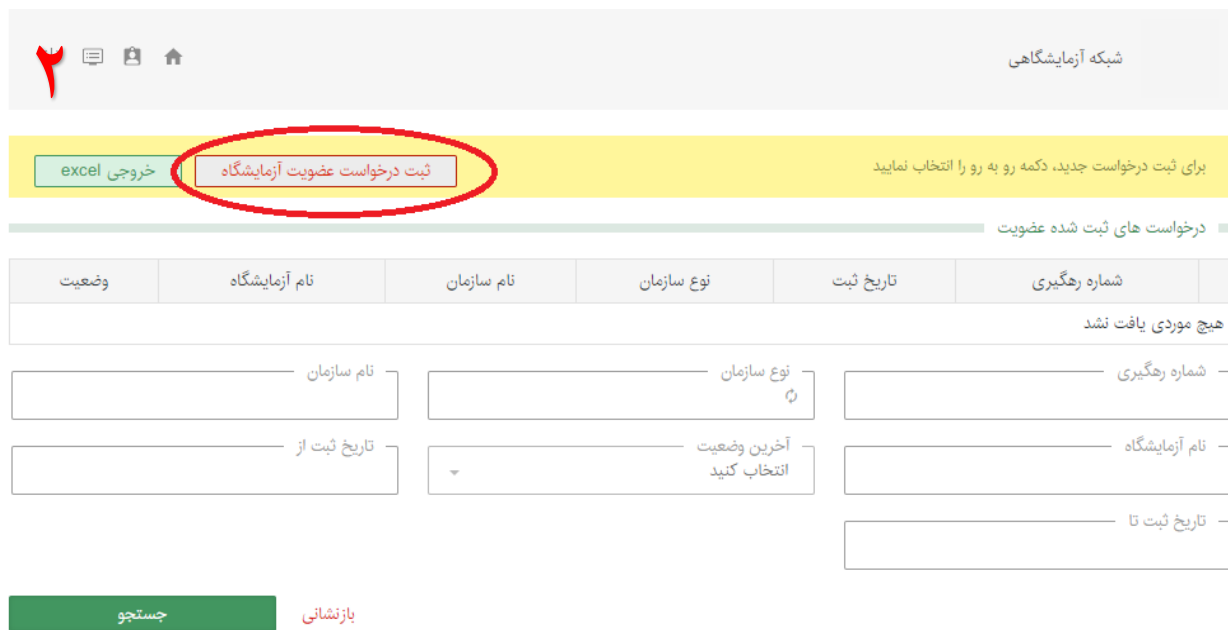 شبکه آزمایشگاهی
۲
برای ثبت درخواست جدید، دکمه رو به رو را انتخاب نمایید
ثبت درخواست عضویت آزمایشگاه
خروجی excel
درخواست های ثبت شده عضویت
شماره رهگیری تاریخ ثبت نوع سازمان نام سازمان نام آزمایشگاه وضعیت
هیچ موردی یافت نشد
شماره رهگیری نوع سازمان نام سازمان
نام آزمایشگاه آخرین وضعیت تاریخ ثبت از
انتخاب کنید
تاریخ ثبت تا
بازنشانی جستجو